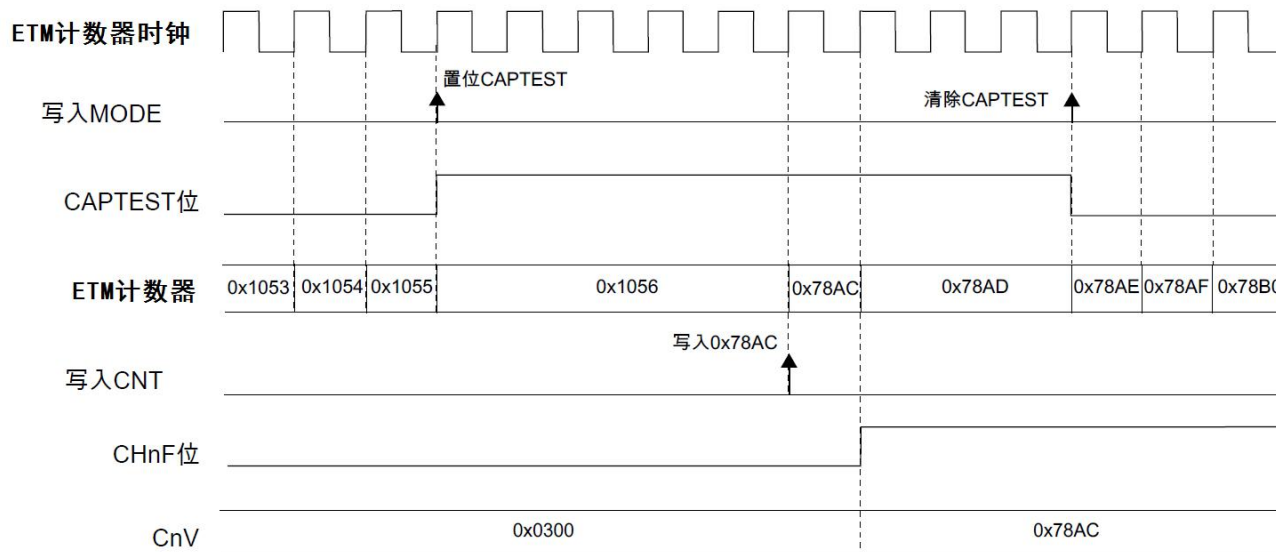 ETM计数器时钟
置位CAPTEST
写入MODE
清除CAPTEST
CAPTEST位
ETM计数器
0x1053
0x1054
0x1055
0x1056
0x78AC
0x78AD
0x78AE
0x78AF
0x78B0
写入0x78AC
写入CNT
CHnF位
CnV
0x0300
0x78AC